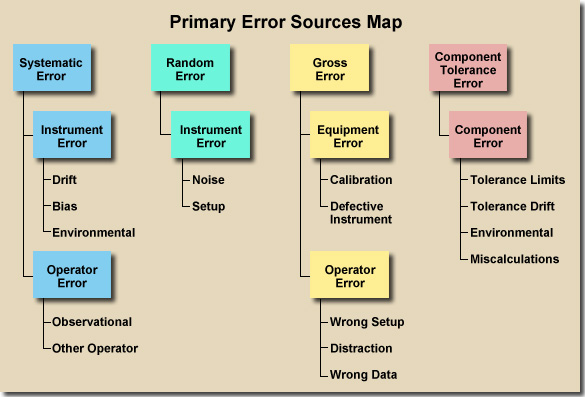 Primary Error Sources Map
Systematic
Error
Instrument
Error
Drift
Bias
Environmental
Operator
Error
Observational
Other Operator
Random
Error
Instrument
Error
Noise
Setup
Gross
Error
Equipment
Error
Calibration
Defective
Instrument
Operator
Error
Wrong Setup
Distraction
Wrong Data
Component
Tolerance
Error
Component
Error
Tolerance Limits
Tolerance Drift
Environmental
Miscalculations